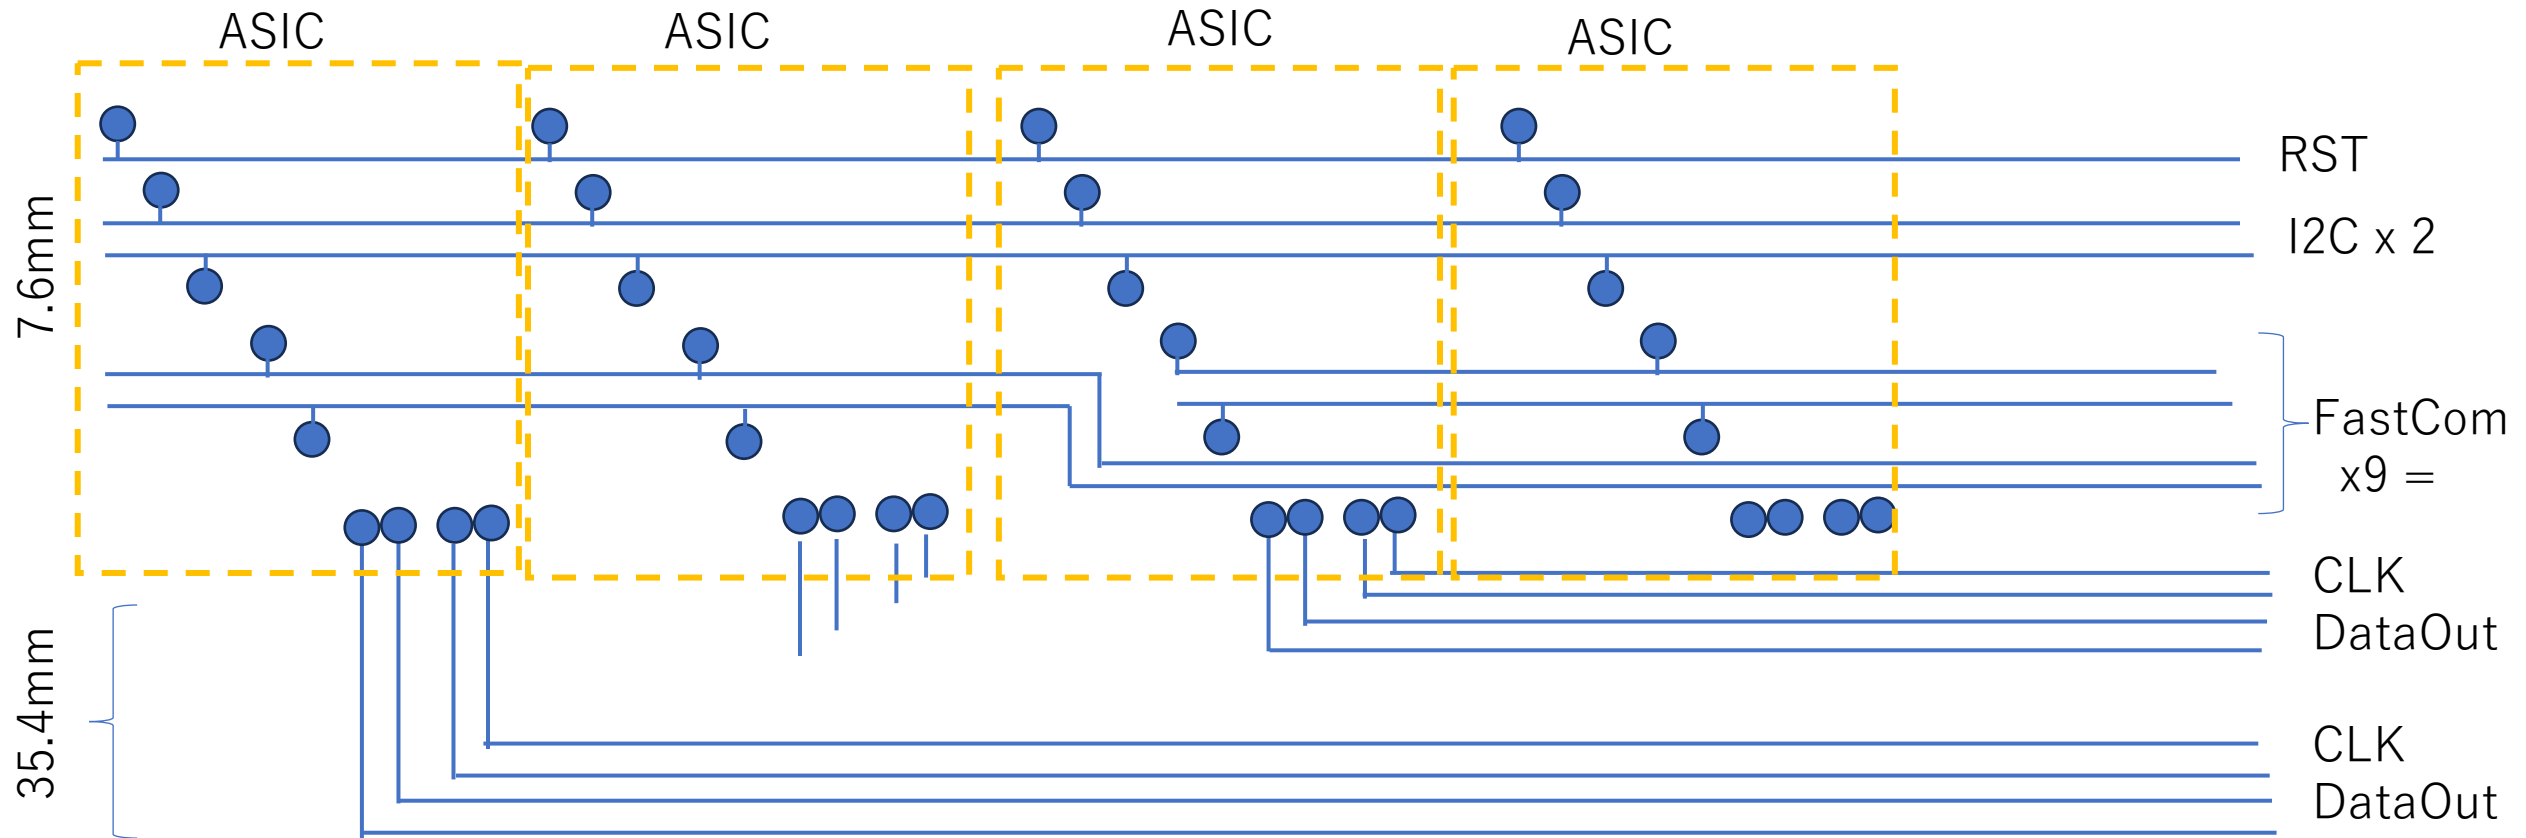 ASIC
ASIC
ASIC
ASIC
RST
I2C x 2
7.6mm
FastCom
x9 =
CLK
DataOut
35.4mm
CLK
DataOut